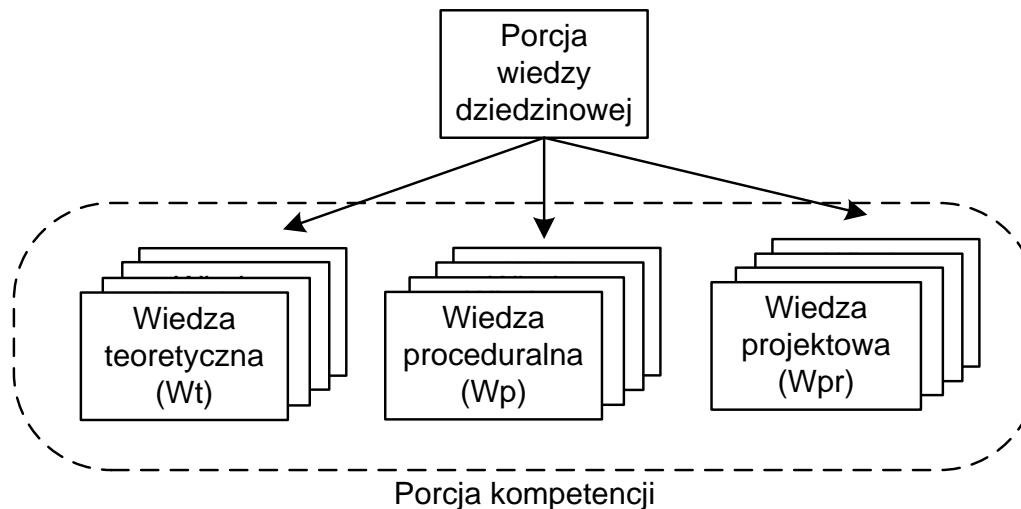 Porcja
wiedzy
dziedzinowej
Wiedza
teoretyczna
(Wt)
Wiedza
proceduralna
(Wp)
Wiedza
projektowa
(Wpr)
Porcja kompetencji